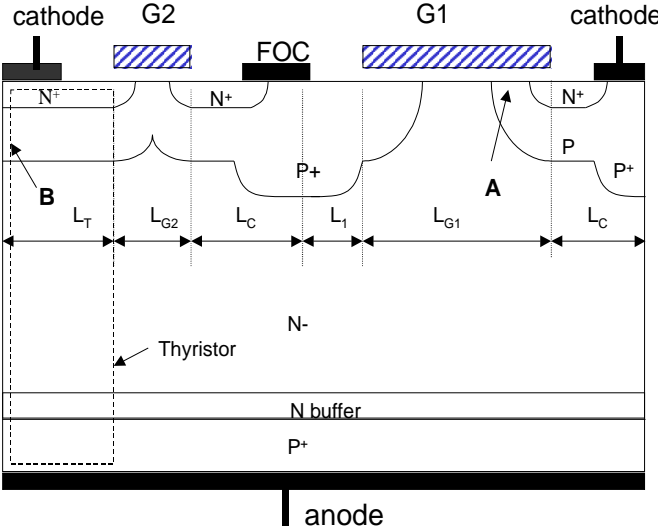 G2 G1
cathode cathode
FOC
N+ N+ N+
P
P+ P+
B A
LT LG2 LC L1 LG1 LC
N-
Thyristor
N buffer
P+
anode